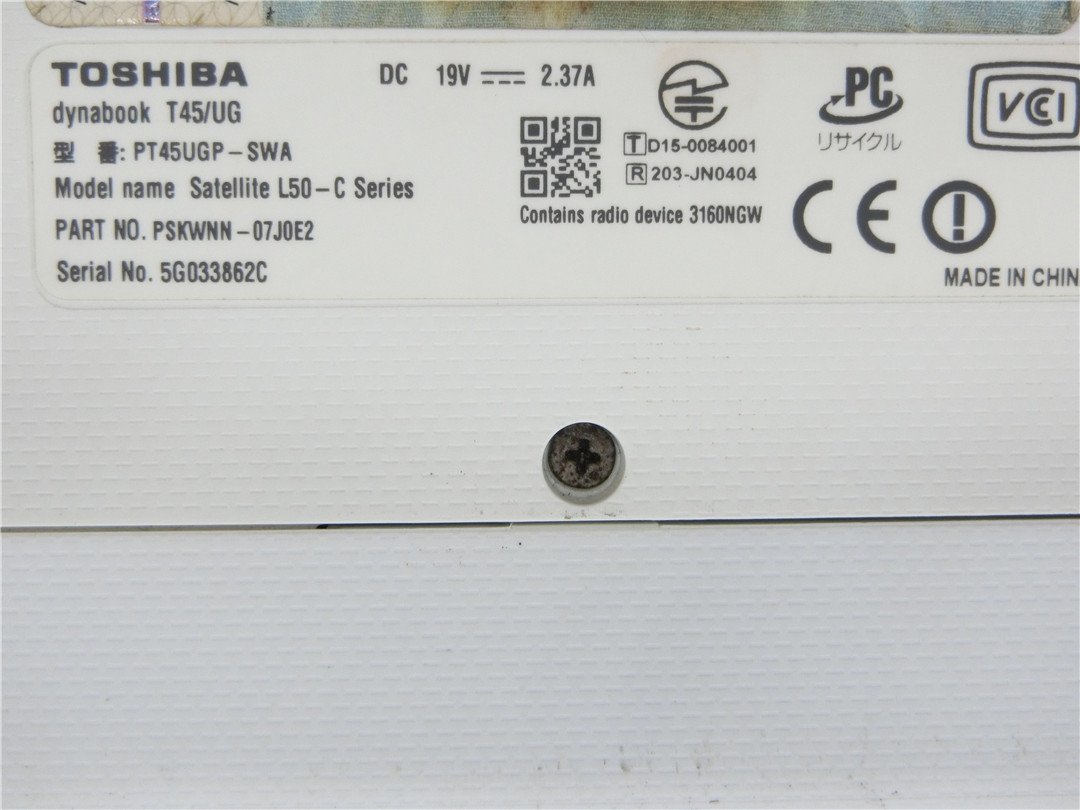 TOSHIBA
DC 19V 2.37A
dynabook T45/UG
型 番: PT45UGP-SWA
Model name Satellite L50-C Series
PART NO. PSKWNN-07J0E2
Serial No. 5G033862C
T D15-0084001
R 203-JN0404
Contains radio device 3160NGW
PC
リサイクル
VCCI
CE
MADE IN CHIN